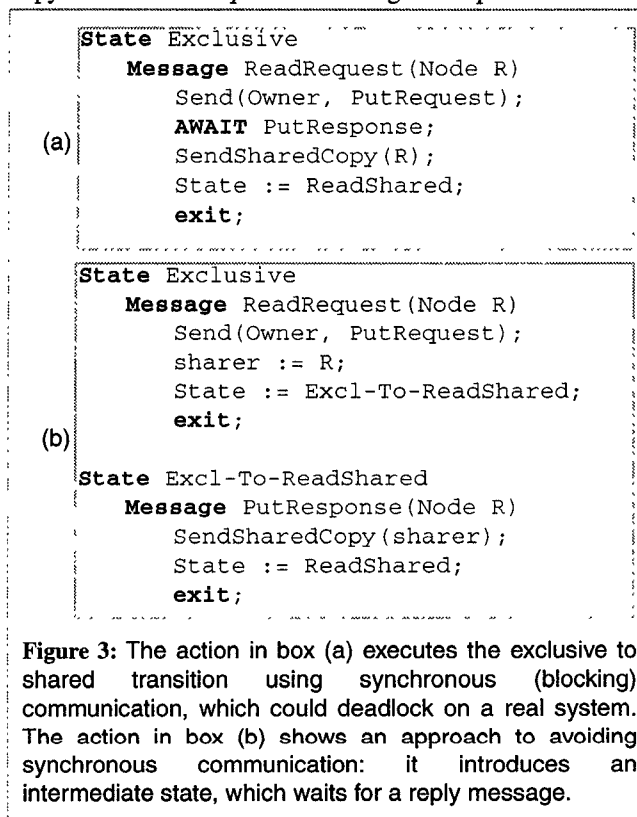 State Exclusive
Message ReadRequest(Node R)
Send(Owner, PutRequest);
AWAIT PutResponse;
(a)
SendSharedCopy(R);
State := ReadShared;
exit;
State Exclusive
Message ReadRequest(Node R)
Send(Owner, PutRequest);
sharer := R;
State := Excl-To-ReadShared;
exit;
(b)
State Excl-To-ReadShared
Message PutResponse(Node R)
SendSharedCopy(sharer);
State := ReadShared;
exit;
Figure 3: The action in box (a) executes the exclusive to
shared transition using synchronous (blocking)
communication, which could deadlock on a real system.
The action in box (b) shows an approach to avoiding
synchronous communication: it introduces an
intermediate state, which waits for a reply message.